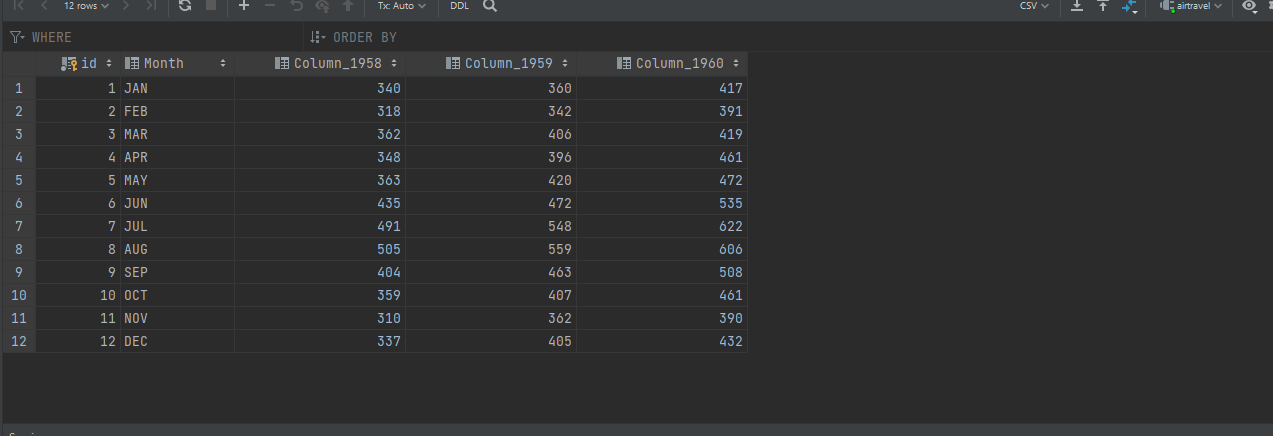 12 rows Tx: Auto DDL CSV airtravel
WHERE ORDER BY
id Month Column_1958 Column_1959 Column_1960
1 1 JAN 340 360 417
2 2 FEB 318 342 391
3 3 MAR 362 406 419
4 4 APR 348 396 461
5 5 MAY 363 420 472
6 6 JUN 435 472 535
7 7 JUL 491 548 622
8 8 AUG 505 559 606
9 9 SEP 404 463 508
10 10 OCT 359 407 461
11 11 NOV 310 362 390
12 12 DEC 337 405 432